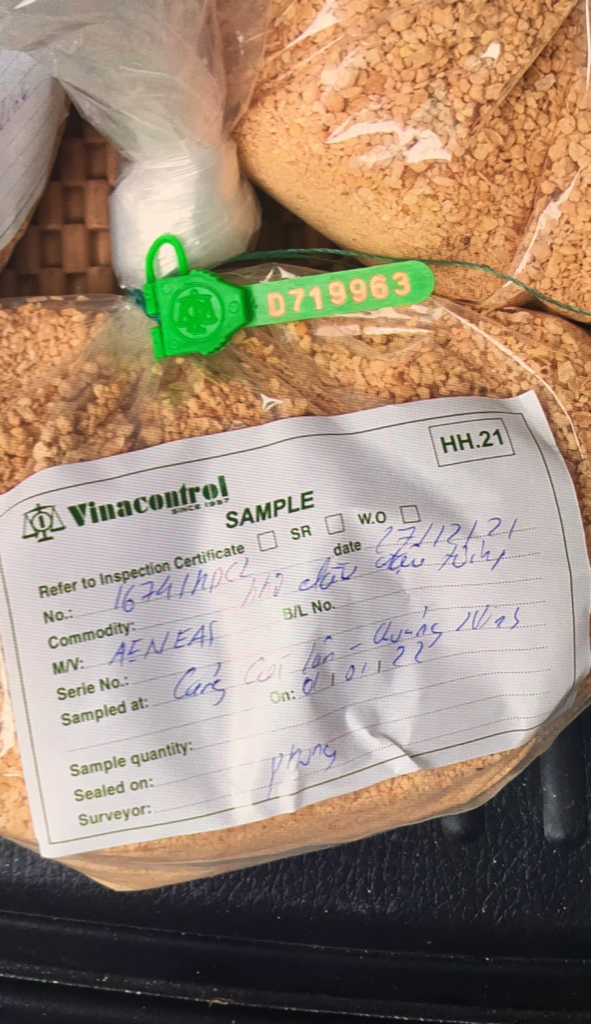 D719963
HH.21
Vinacontrol
SINCE 1957
SAMPLE
Refer to Inspection Certificate SR W.O
No.: date 27/12/21
Commodity:
M/V: AENEAS B/L No.
Serie No.:
Sampled at: Cảng Cái Lân - Quảng Ninh
On: 01.01.22
Sample quantity:
Sealed on:
Surveyor: phong